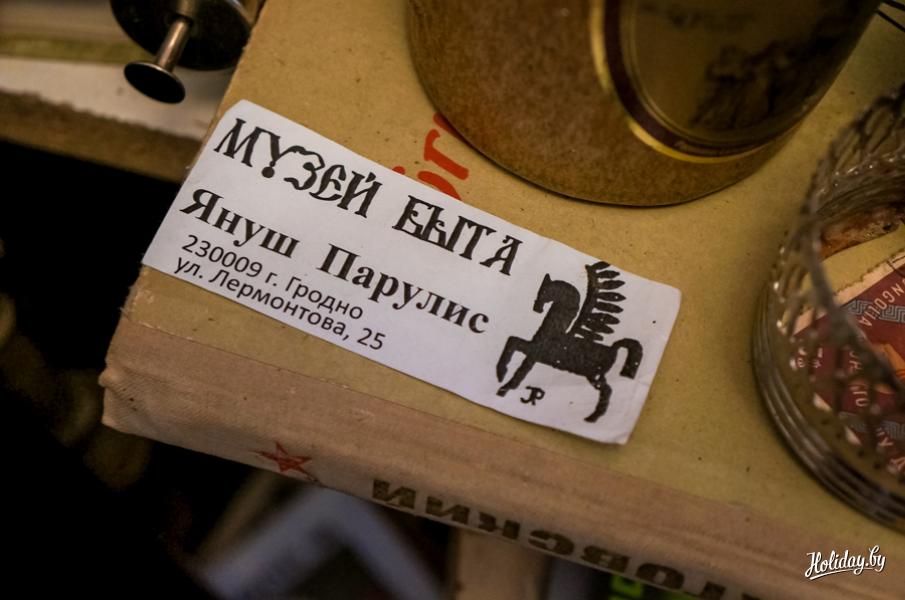 МУЗЕЙ БЫТА
Януш Парулис
230009 г. Гродно
ул. Лермонтова, 25
JP
Holiday.by